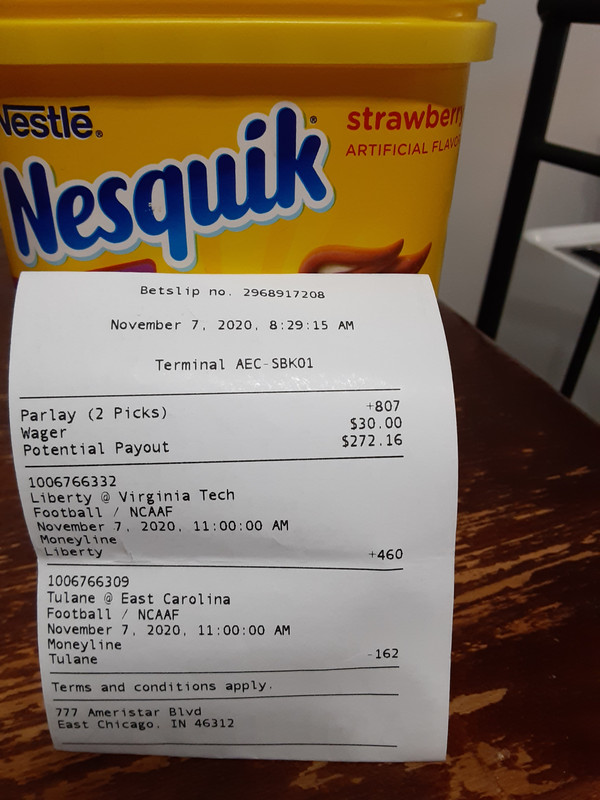 Nestlē®
Nesquik®
strawberry
ARTIFICIAL FLAVO
Betslip no. 2968917208
November 7, 2020, 8:29:15 AM
Terminal AEC-SBK01
Parlay (2 Picks) +807
Wager $30.00
Potential Payout $272.16
1006766332
Liberty @ Virginia Tech
Football / NCAAF
November 7, 2020, 11:00:00 AM
Moneyline
Liberty +460
1006766309
Tulane @ East Carolina
Football / NCAAF
November 7, 2020, 11:00:00 AM
Moneyline
Tulane -162
Terms and conditions apply.
777 Ameristar Blvd
East Chicago, IN 46312